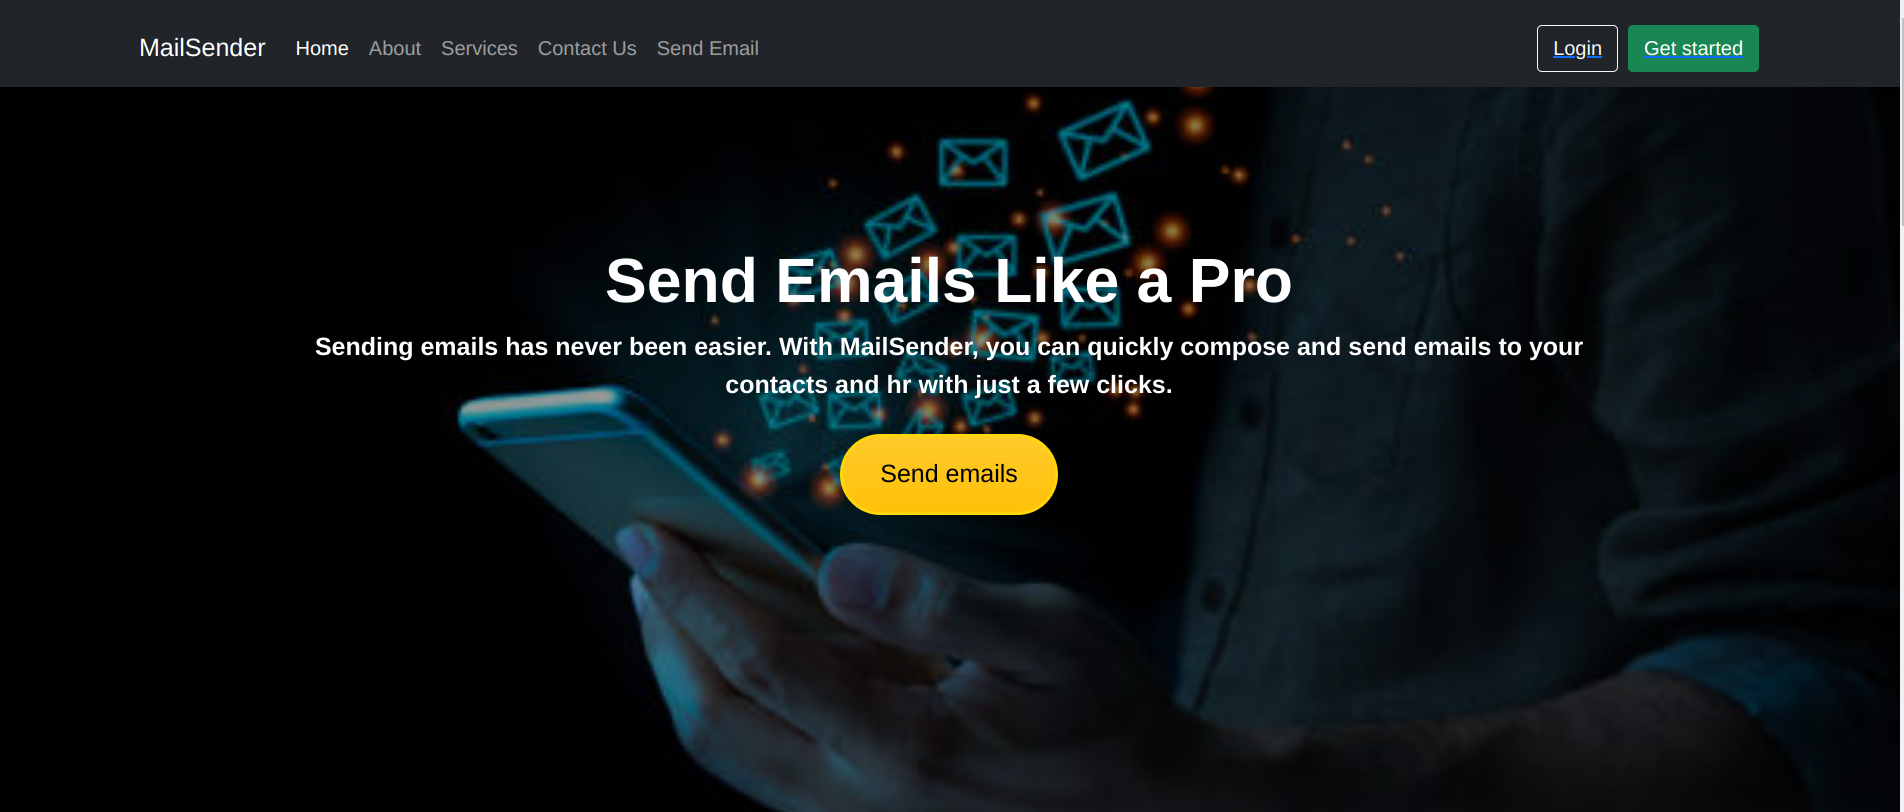 MailSender Home About Services Contact Us Send Email Login Get started
Send Emails Like a Pro
Sending emails has never been easier. With MailSender, you can quickly compose and send emails to your
contacts and hr with just a few clicks.
Send emails